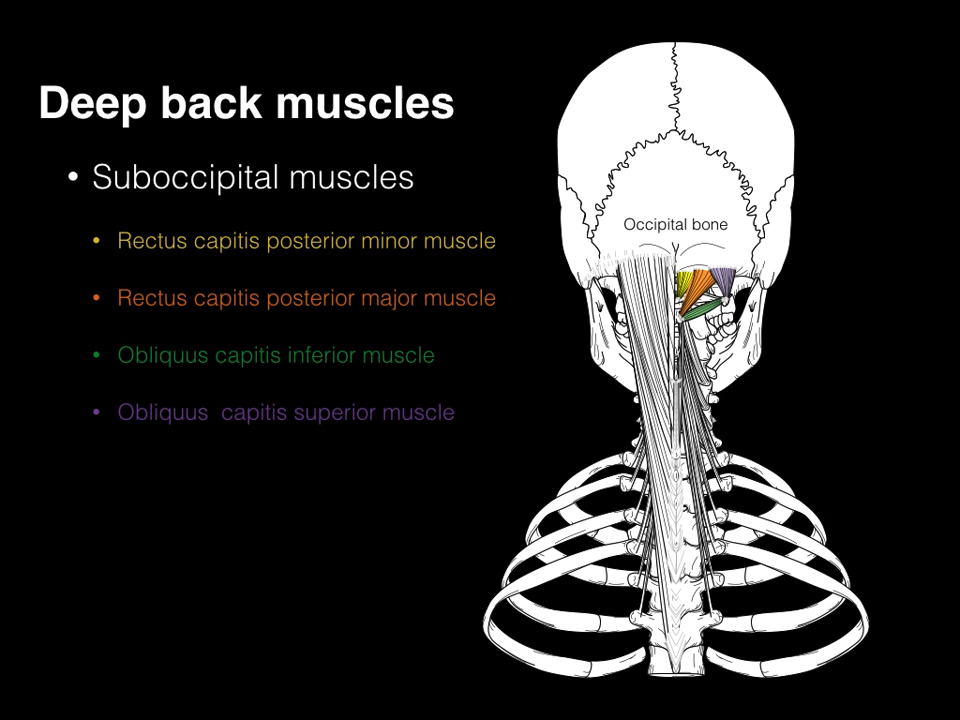 Deep back muscles
• Suboccipital muscles
• Rectus capitis posterior minor muscle
• Rectus capitis posterior major muscle
• Obliquus capitis inferior muscle
• Obliquus  capitis superior muscle
Occipital bone